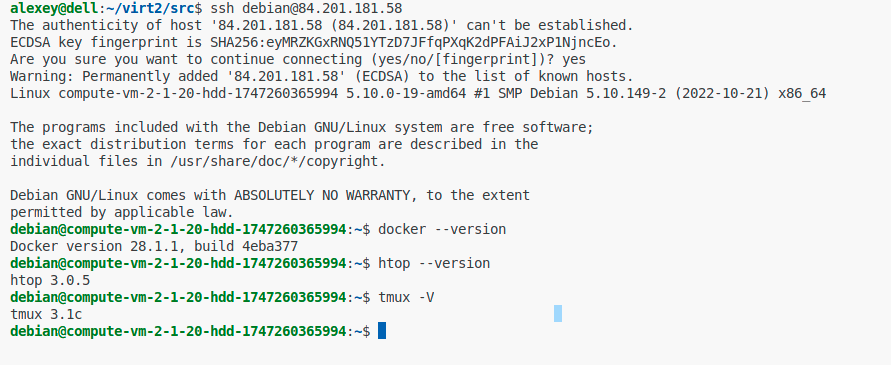 alexey@dell:~/virt2/src$ ssh debian@84.201.181.58
The authenticity of host '84.201.181.58 (84.201.181.58)' can't be established.
ECDSA key fingerprint is SHA256:eyMRZKGxRNQ51YTzD7JFfqPXqK2dPFAiJ2xP1NjncEo.
Are you sure you want to continue connecting (yes/no/[fingerprint])? yes
Warning: Permanently added '84.201.181.58' (ECDSA) to the list of known hosts.
Linux compute-vm-2-1-20-hdd-1747260365994 5.10.0-19-amd64 #1 SMP Debian 5.10.149-2 (2022-10-21) x86_64
The programs included with the Debian GNU/Linux system are free software;
the exact distribution terms for each program are described in the
individual files in /usr/share/doc/*/copyright.
Debian GNU/Linux comes with ABSOLUTELY NO WARRANTY, to the extent
permitted by applicable law.
debian@compute-vm-2-1-20-hdd-1747260365994:~$ docker --version
Docker version 28.1.1, build 4eba377
debian@compute-vm-2-1-20-hdd-1747260365994:~$ htop --version
htop 3.0.5
debian@compute-vm-2-1-20-hdd-1747260365994:~$ tmux -V
tmux 3.1c
debian@compute-vm-2-1-20-hdd-1747260365994:~$